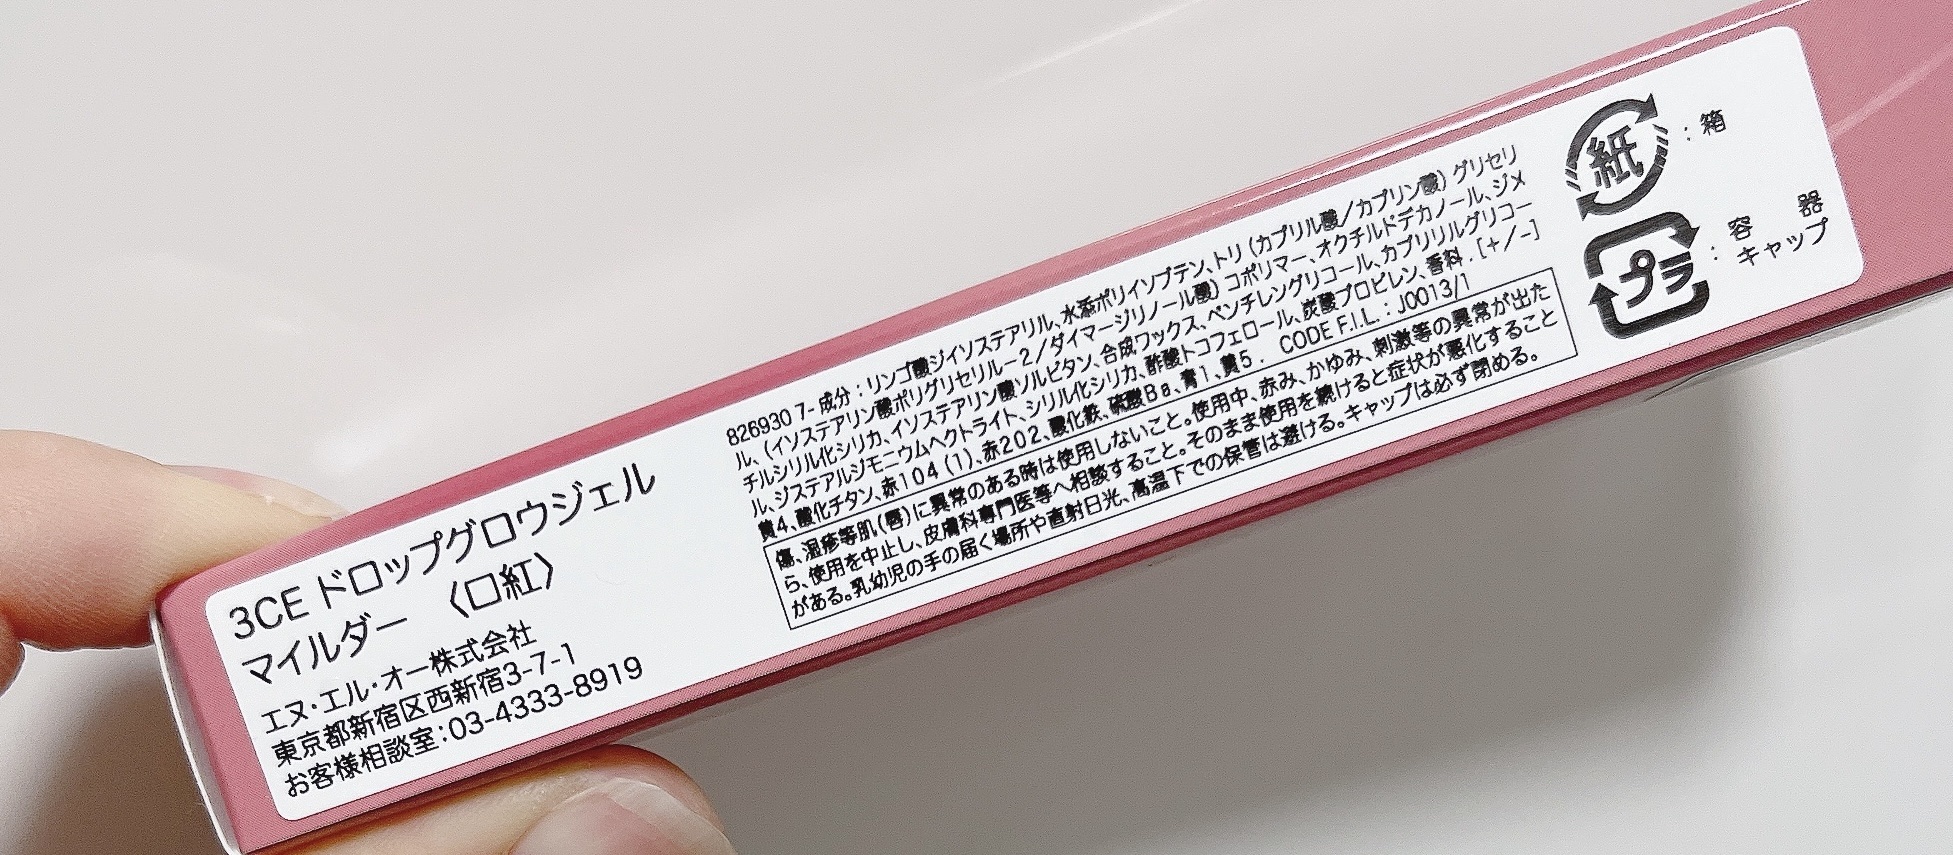 3CE ドロップグロウジェル
マイルダー 〈口紅〉
エヌ・エル・オー株式会社
東京都新宿区西新宿3-7-1
お客様相談室：03-4333-8919
826930 7- 成分：リンゴ酸ジイソステアリル、水添ポリイソブテン、トリ（カプリル酸／カプリン酸）グリセリ
ル、（イソステアリン酸ポリグリセリル－2／ダイマージリノール酸）コポリマー、オクチルドデカノール、ジメ
チルシリル化シリカ、イソステアリン酸ソルビタン、合成ワックス、ペンチレングリコール、カプリリルグリコー
ル、ジステアルジモニウムヘクトライト、シリル化シリカ、酢酸トコフェロール、炭酸プロピレン、香料．［＋／－］
黄4、酸化チタン、赤104（1）、赤202、酸化鉄、硫酸Ba、青1、黄5． CODE F.I.L.：J0013/1
傷、湿疹等肌（唇）に異常のある時は使用しないこと。使用中、赤み、かゆみ、刺激等の異常が出た
ら、使用を中止し、皮膚科専門医等へ相談すること。そのまま使用を続けると症状が悪化すること
がある。乳幼児の手の届く場所や直射日光、高温下での保管は避ける。キャップは必ず閉める。
紙：箱
プラ：容器
キャップ